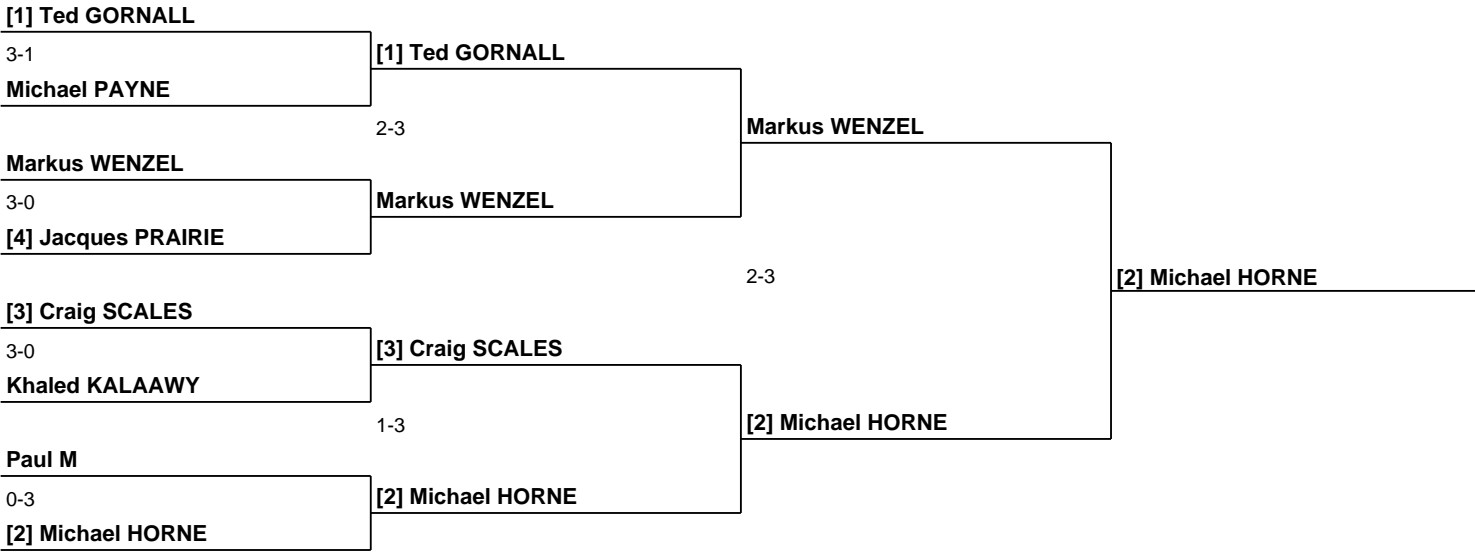 [1] Ted GORNALL
3-1
[1] Ted GORNALL
Michael PAYNE
2-3
Markus WENZEL
Markus WENZEL
3-0
Markus WENZEL
[4] Jacques PRAIRIE
2-3
[2] Michael HORNE
[3] Craig SCALES
3-0
[3] Craig SCALES
Khaled KALAAWY
1-3
[2] Michael HORNE
Paul M
0-3
[2] Michael HORNE
[2] Michael HORNE